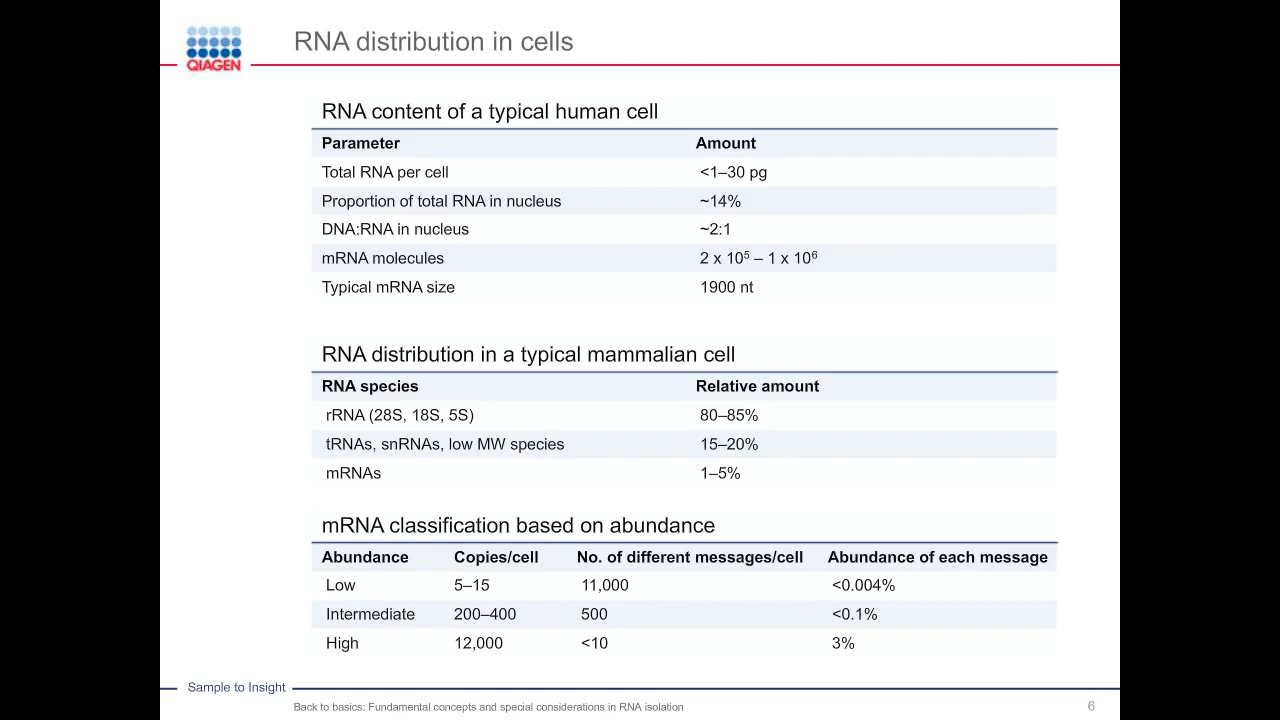 QIAGEN
RNA distribution in cells
RNA content of a typical human cell
Parameter Amount
Total RNA per cell <1–30 pg
Proportion of total RNA in nucleus ~14%
DNA:RNA in nucleus ~2:1
mRNA molecules 2 x 10⁵ – 1 x 10⁶
Typical mRNA size 1900 nt
RNA distribution in a typical mammalian cell
RNA species Relative amount
rRNA (28S, 18S, 5S) 80–85%
tRNAs, snRNAs, low MW species 15–20%
mRNAs 1–5%
mRNA classification based on abundance
Abundance Copies/cell No. of different messages/cell Abundance of each message
Low 5–15 11,000 <0.004%
Intermediate 200–400 500 <0.1%
High 12,000 <10 3%
Sample to Insight
Back to basics: Fundamental concepts and special considerations in RNA isolation 6